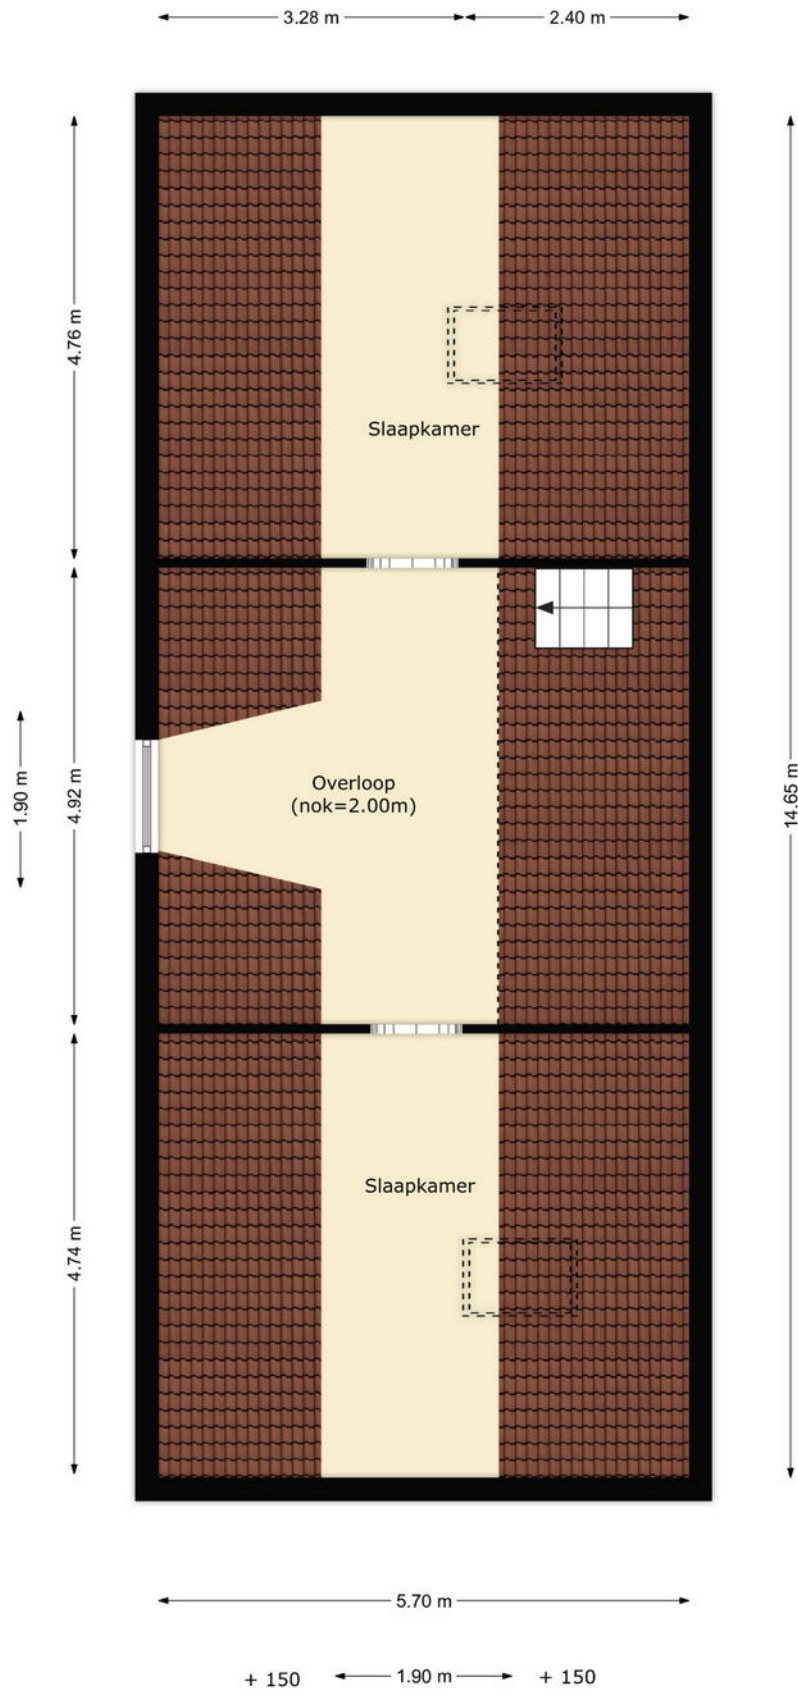 3.28 m
2.40 m
4.76 m
Slaapkamer
1.90 m
4.92 m
Overloop
(nok=2.00m)
14.65 m
Slaapkamer
4.74 m
5.70 m
+ 150
1.90 m
+ 150